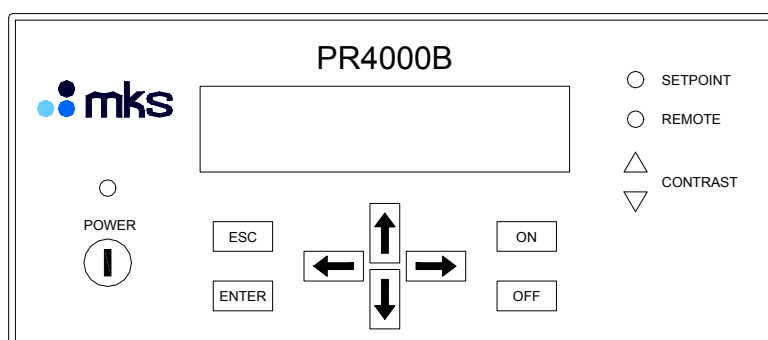 PR4000B
mks
SETPOINT
REMOTE
CONTRAST
POWER
ESC
ON
ENTER
OFF